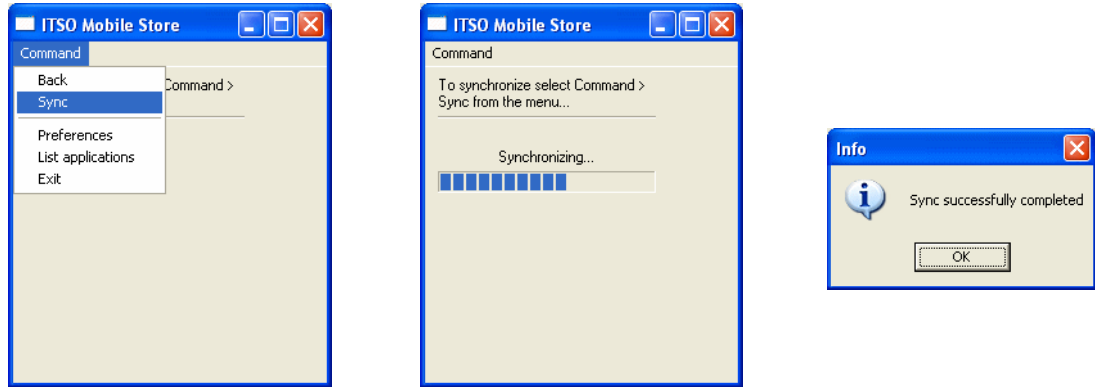 ITSO Mobile Store
Command
Back
Command >
Sync
Preferences
List applications
Exit
ITSO Mobile Store
Command
To synchronize select Command >
Sync from the menu...
Synchronizing...
Info
Sync successfully completed
OK